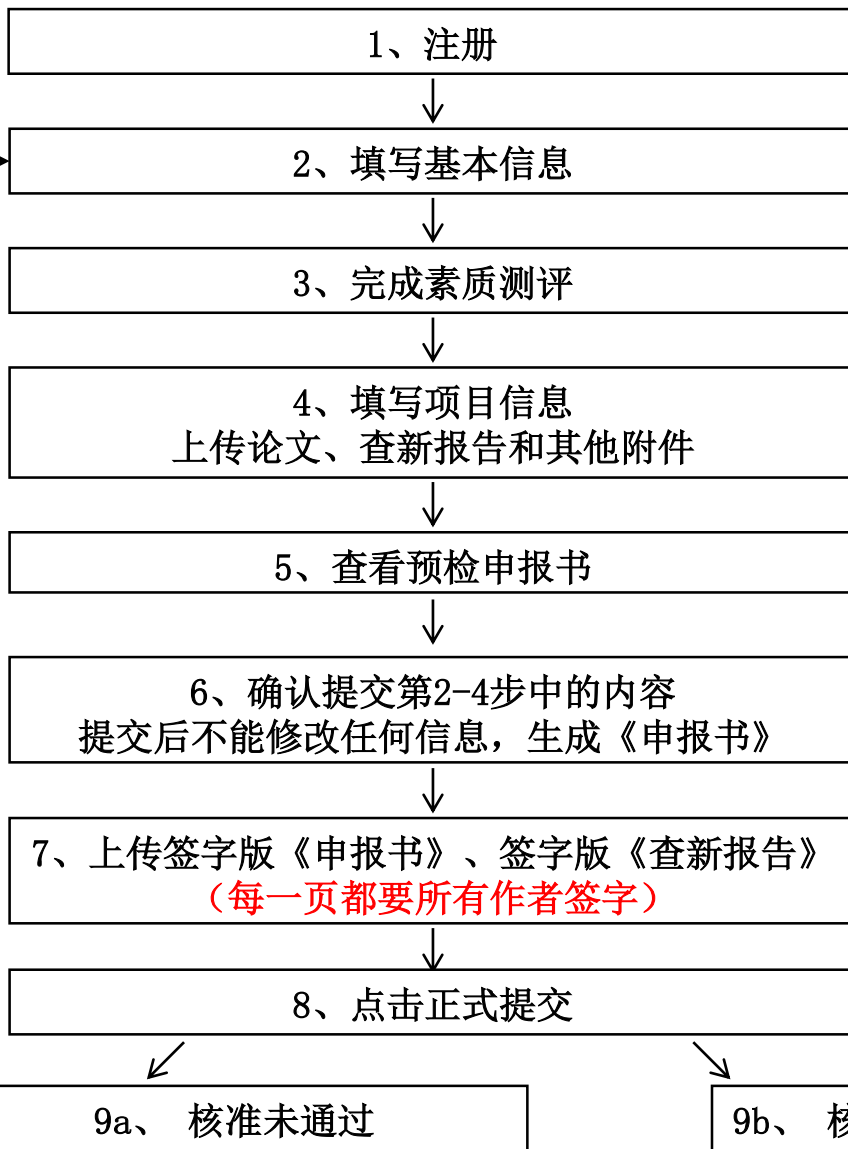 1、注册
2、填写基本信息
3、完成素质测评
4、填写项目信息
上传论文、查新报告和其他附件
5、查看预检申报书
6、确认提交第2-4步中的内容
提交后不能修改任何信息，生成《申报书》
7、上传签字版《申报书》、签字版《查新报告》
（每一页都要所有作者签字）
8、点击正式提交
9a、 核准未通过
9b、